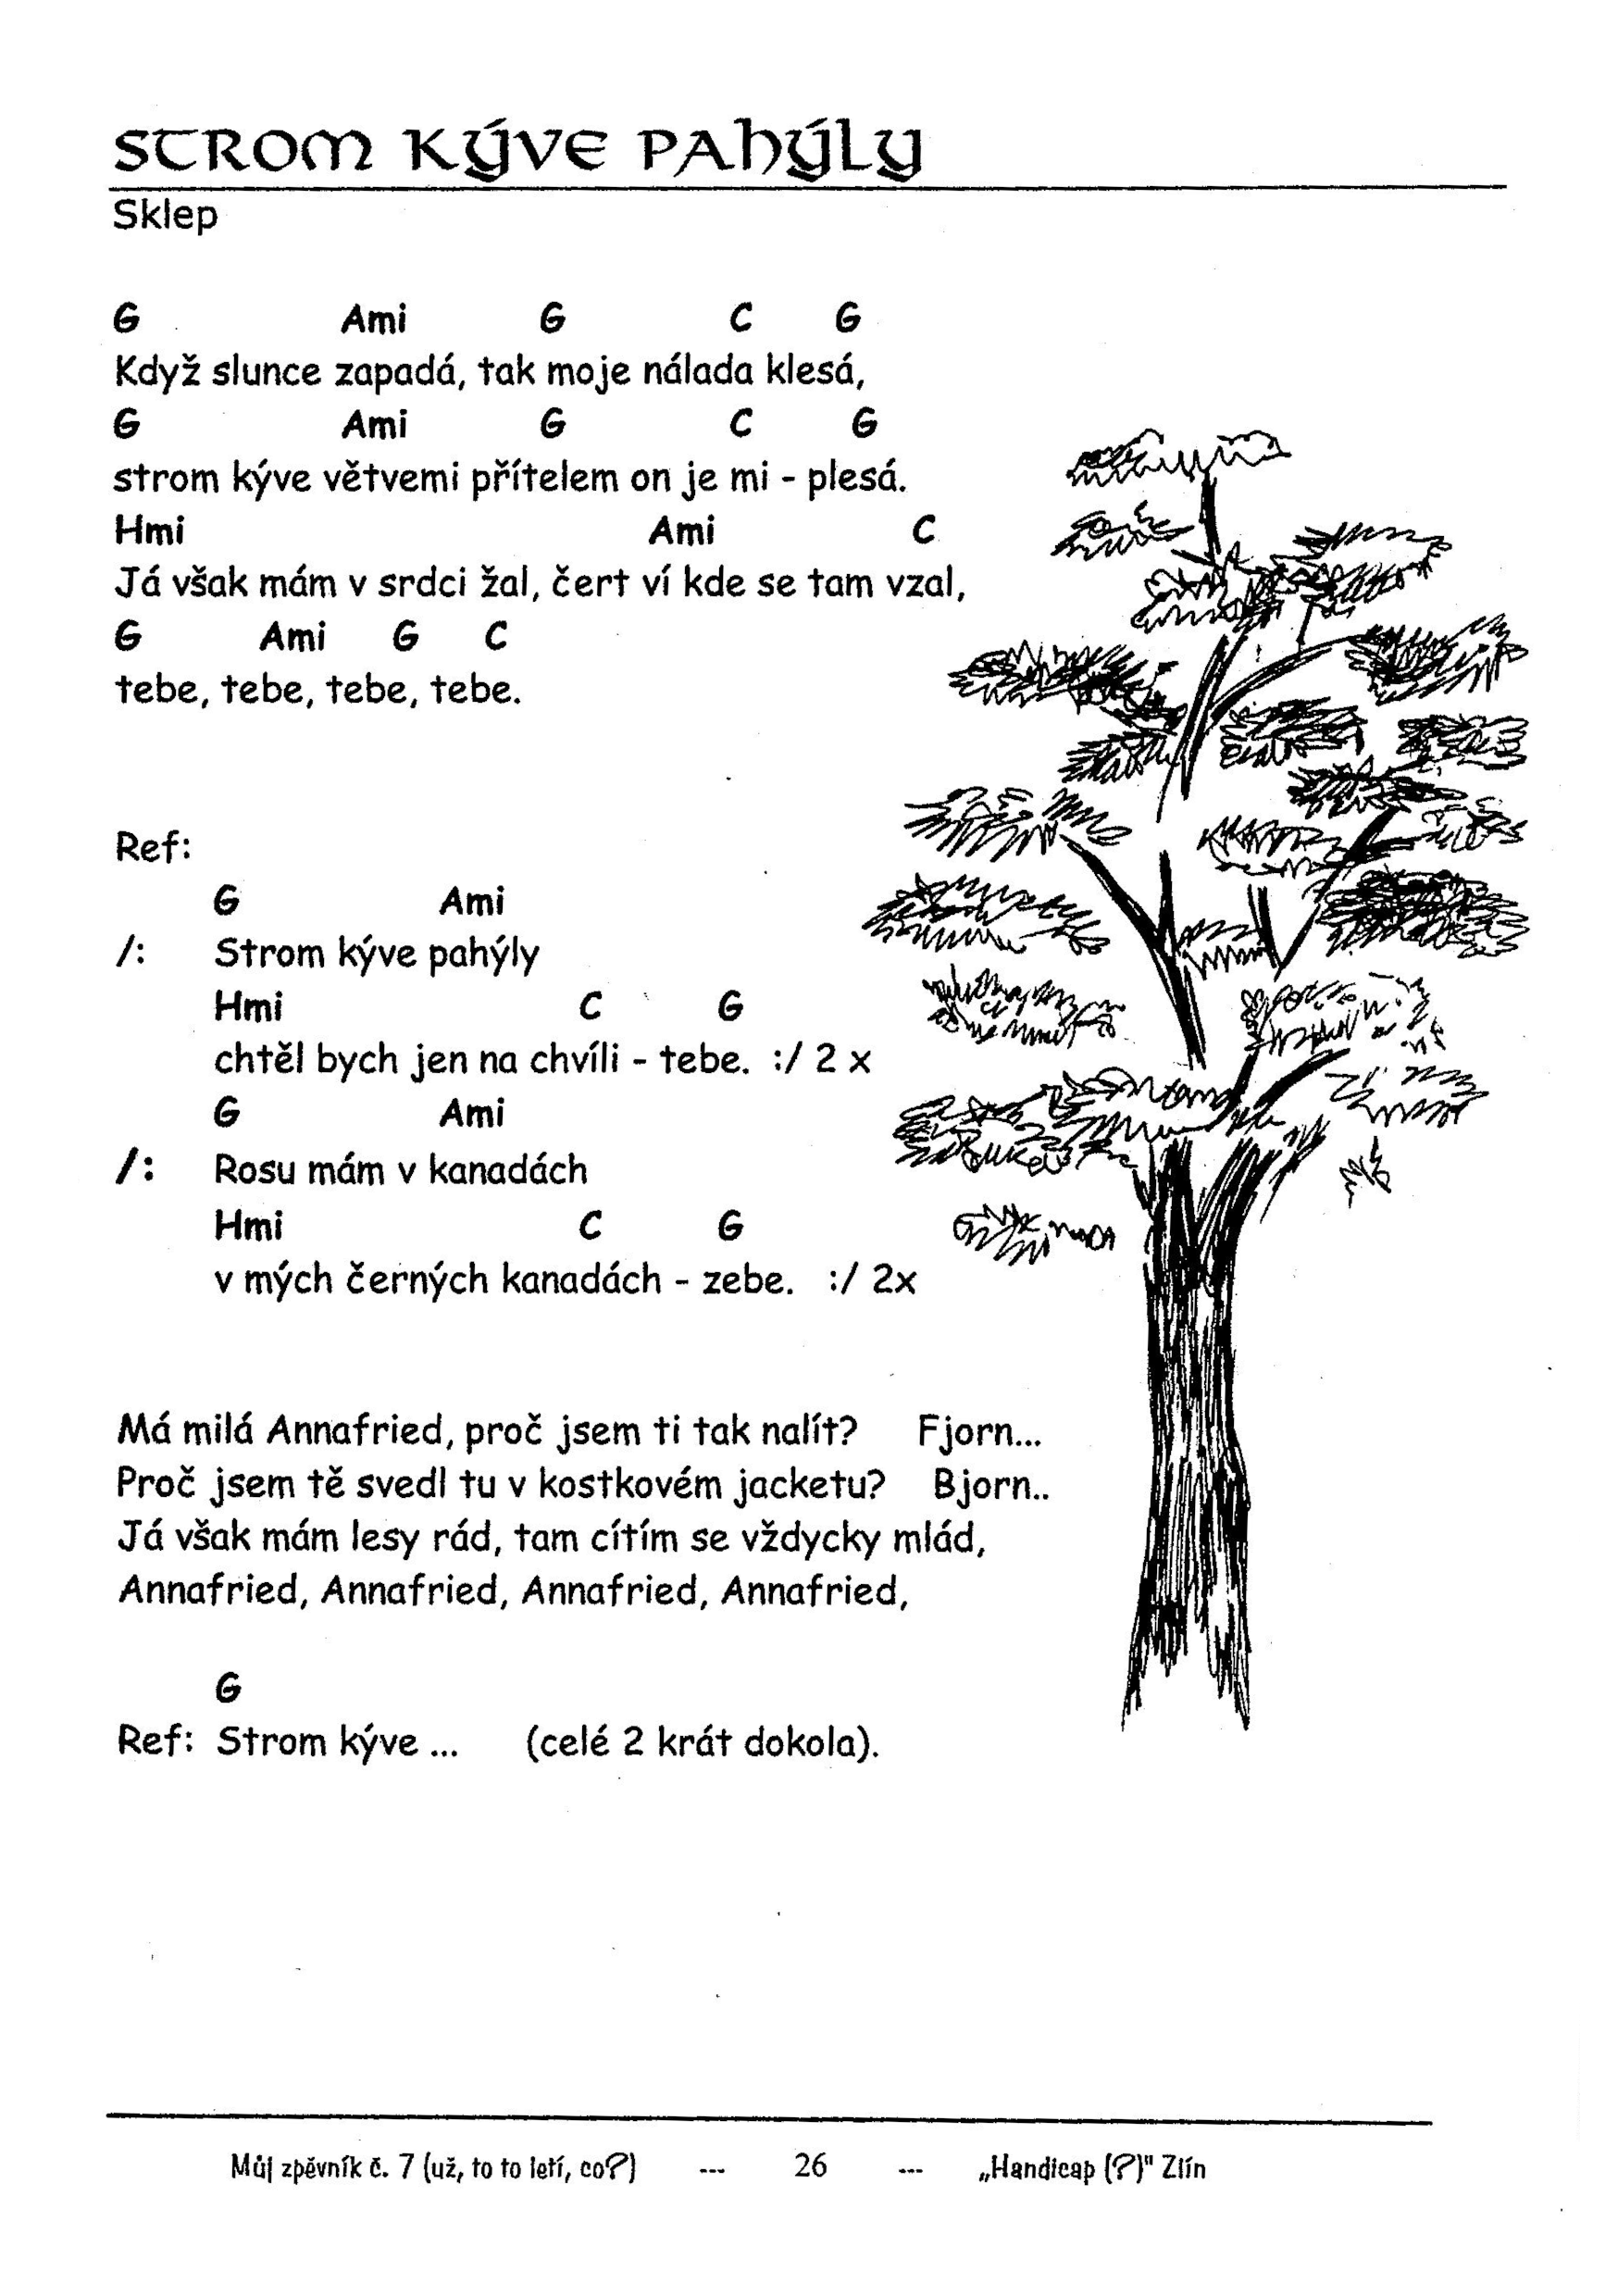 STROM KÝVE PAHÝLY
Sklep
G Ami G C G
Když slunce zapadá, tak moje nálada klesá,
G Ami G C G
strom kýve větvemi přítelem on je mi - plesá.
Hmi Ami C
Já však mám v srdci žal, čert ví kde se tam vzal,
G Ami G C
tebe, tebe, tebe, tebe.
Ref:
G Ami
/: Strom kýve pahýly
Hmi C G
chtěl bych jen na chvíli - tebe. :/ 2 x
G Ami
/: Rosu mám v kanadách
Hmi C G
v mých černých kanadách - zebe. :/ 2x
Má milá Annafried, proč jsem ti tak nalít? Fjorn...
Proč jsem tě svedl tu v kostkovém jacketu? Bjorn..
Já však mám lesy rád, tam cítím se vždycky mlád,
Annafried, Annafried, Annafried, Annafried,
G
Ref: Strom kýve ... (celé 2 krát dokola).
Můj zpěvník č. 7 (už, to to letí, co?) --- 26 --- „Handicap (?)" Zlín